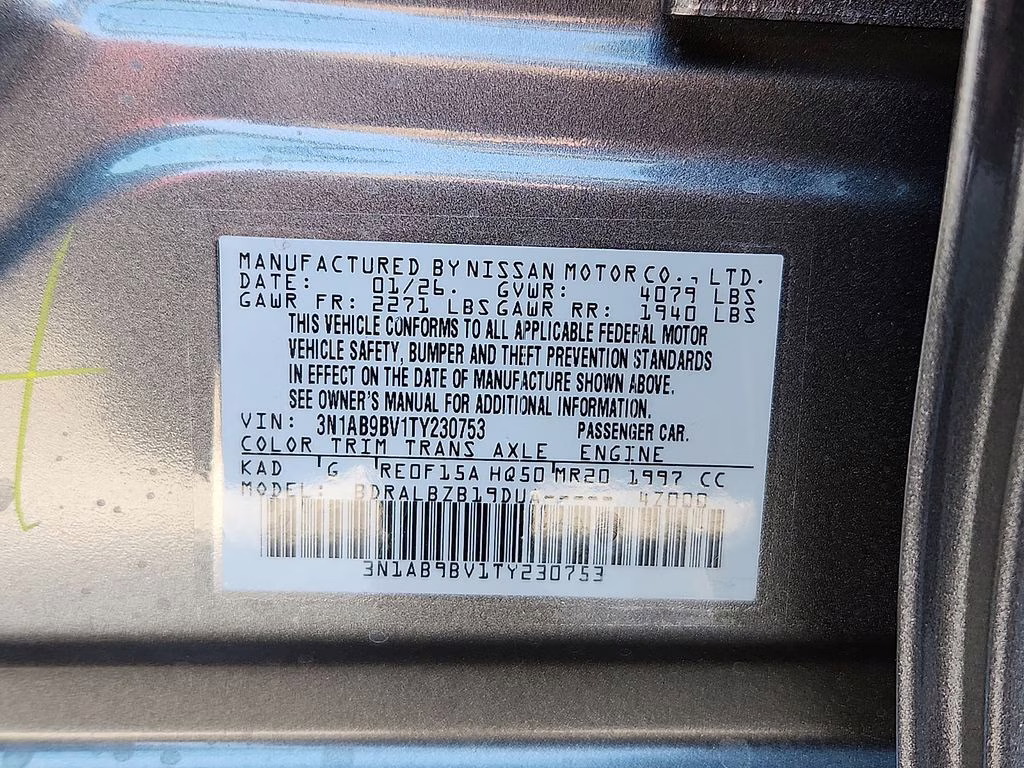 MANUFACTURED BY NISSAN MOTOR CO., LTD.
DATE: 01/26. GVWR: 4079 LBS
GAWR FR: 2271 LBS GAWR RR: 1940 LBS
THIS VEHICLE CONFORMS TO ALL APPLICABLE FEDERAL MOTOR
VEHICLE SAFETY, BUMPER AND THEFT PREVENTION STANDARDS
IN EFFECT ON THE DATE OF MANUFACTURE SHOWN ABOVE.
SEE OWNER'S MANUAL FOR ADDITIONAL INFORMATION.
VIN: 3N1AB9BV1TY230753 PASSENGER CAR.
COLOR TRIM TRANS AXLE ENGINE
KAD G RE0F15A HQ50 MR20 1997 CC
MODEL: BDRALBZB19DUA----- 4Z000
3N1AB9BV1TY230753